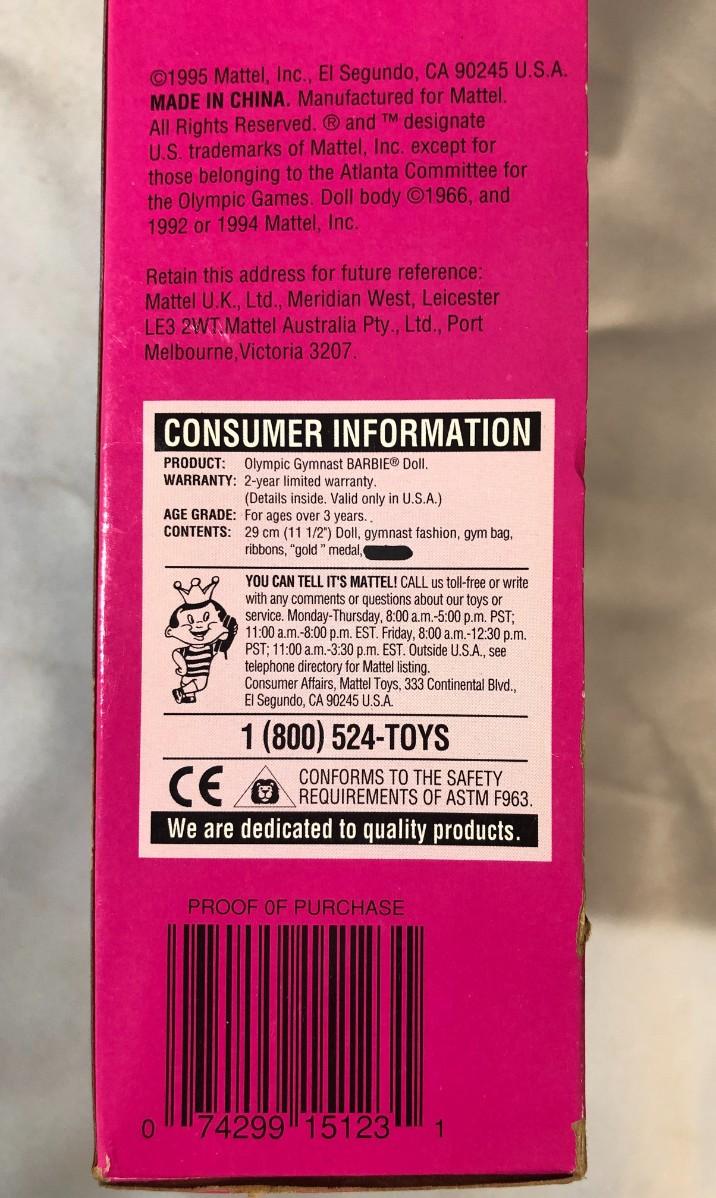 ©1995 Mattel, Inc., El Segundo, CA 90245 U.S.A.
MADE IN CHINA. Manufactured for Mattel.
All Rights Reserved. ® and ™ designate
U.S. trademarks of Mattel, Inc. except for
those belonging to the Atlanta Committee for
the Olympic Games. Doll body ©1966, and
1992 or 1994 Mattel, Inc.
Retain this address for future reference:
Mattel U.K., Ltd., Meridian West, Leicester
LE3 2WT.Mattel Australia Pty., Ltd., Port
Melbourne,Victoria 3207.
CONSUMER INFORMATION
PRODUCT: Olympic Gymnast BARBIE® Doll.
WARRANTY: 2-year limited warranty.
(Details inside. Valid only in U.S.A.)
AGE GRADE: For ages over 3 years. .
CONTENTS: 29 cm (11 1/2") Doll, gymnast fashion, gym bag,
ribbons, "gold " medal,
YOU CAN TELL IT'S MATTEL! CALL us toll-free or write
with any comments or questions about our toys or
service. Monday-Thursday, 8:00 a.m.-5:00 p.m. PST;
11:00 a.m.-8:00 p.m. EST. Friday, 8:00 a.m.-12:30 p.m.
PST; 11:00 a.m.-3:30 p.m. EST. Outside U.S.A., see
telephone directory for Mattel listing.
Consumer Affairs, Mattel Toys, 333 Continental Blvd.,
El Segundo, CA 90245 U.S.A.
1 (800) 524-TOYS
CE
CONFORMS TO THE SAFETY
REQUIREMENTS OF ASTM F963.
We are dedicated to quality products.
PROOF OF PURCHASE
0 74299 15123 1